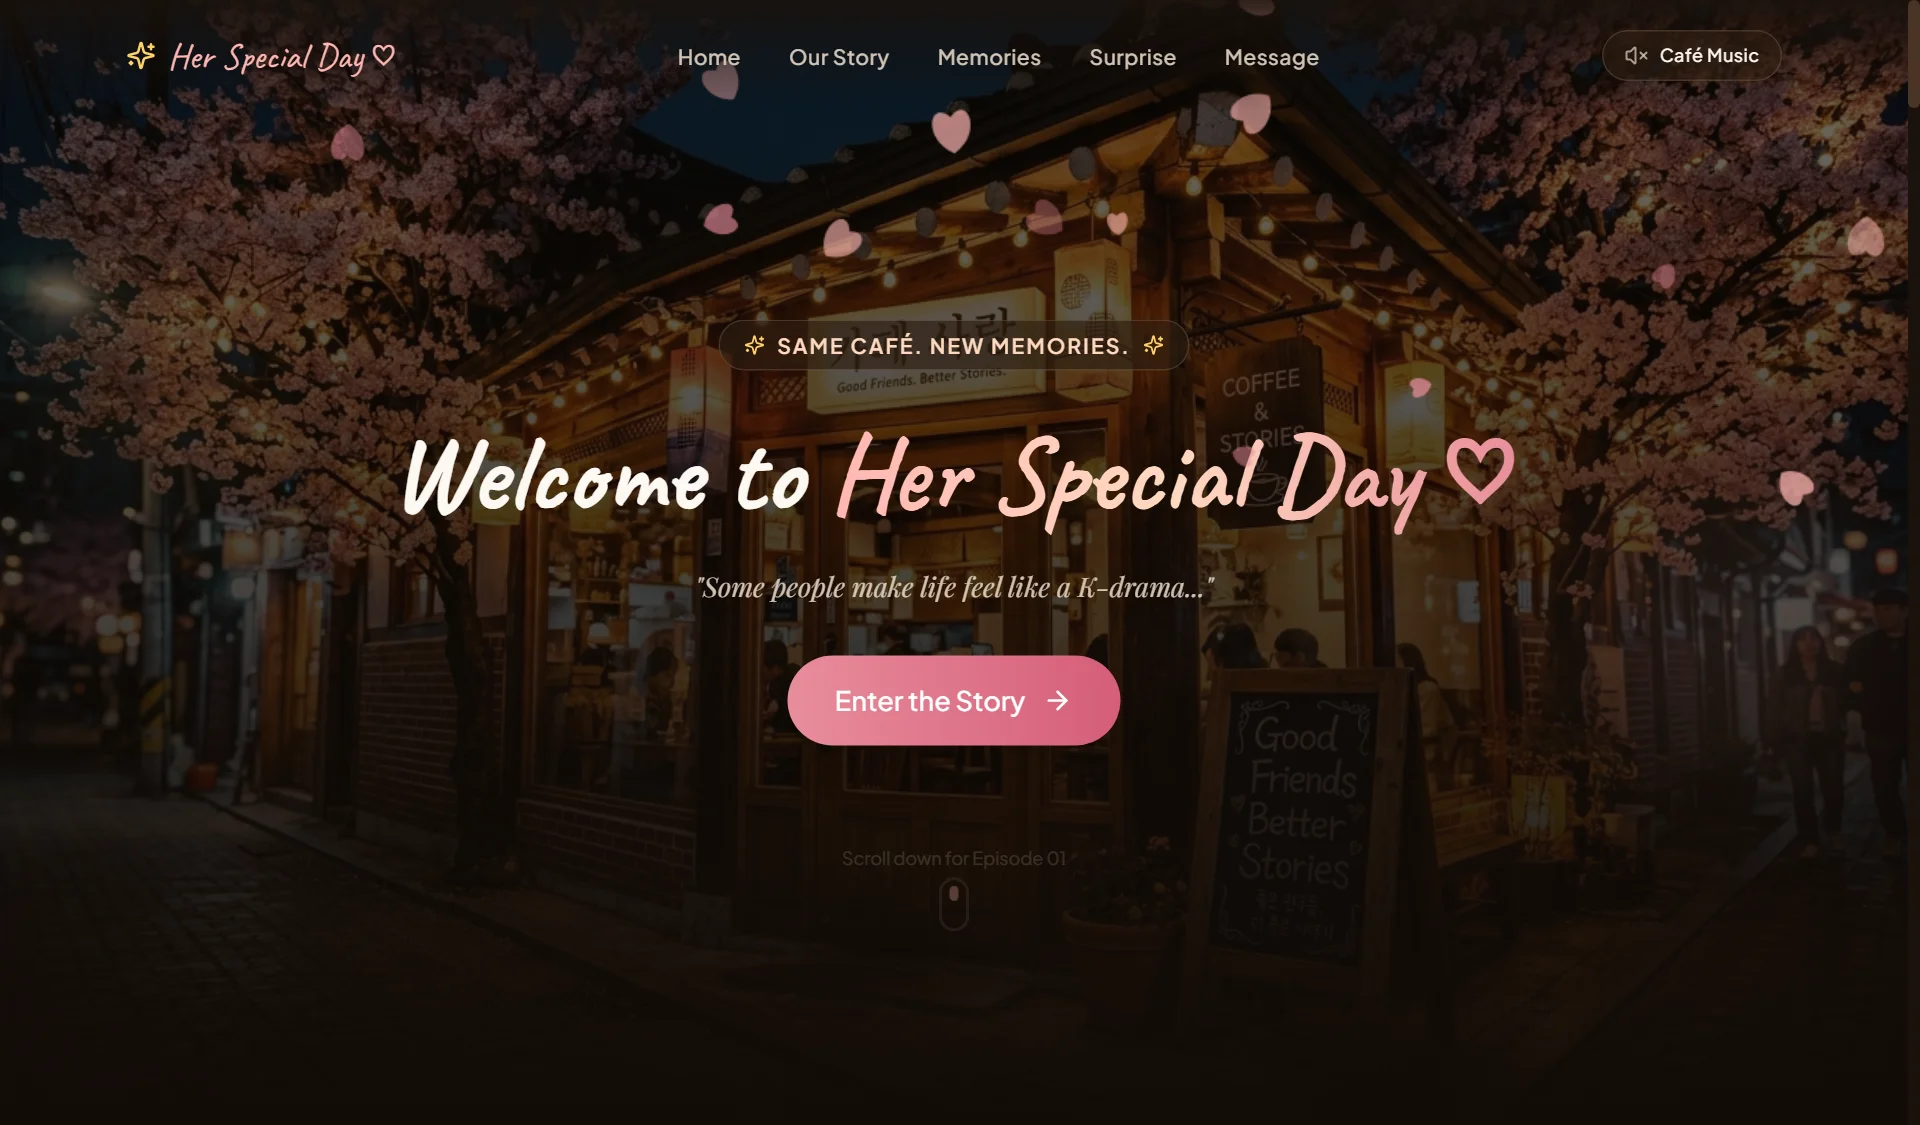 Her Special Day
Home
Our Story
Memories
Surprise
Message
Café Music
SAME CAFÉ. NEW MEMORIES.
Good Friends. Better Stories.
COFFEE
&
STORIES
Welcome to Her Special Day
"Some people make life feel like a K-drama..."
Enter the Story
Good
Friends
Better
Stories
Scroll down for Episode 01